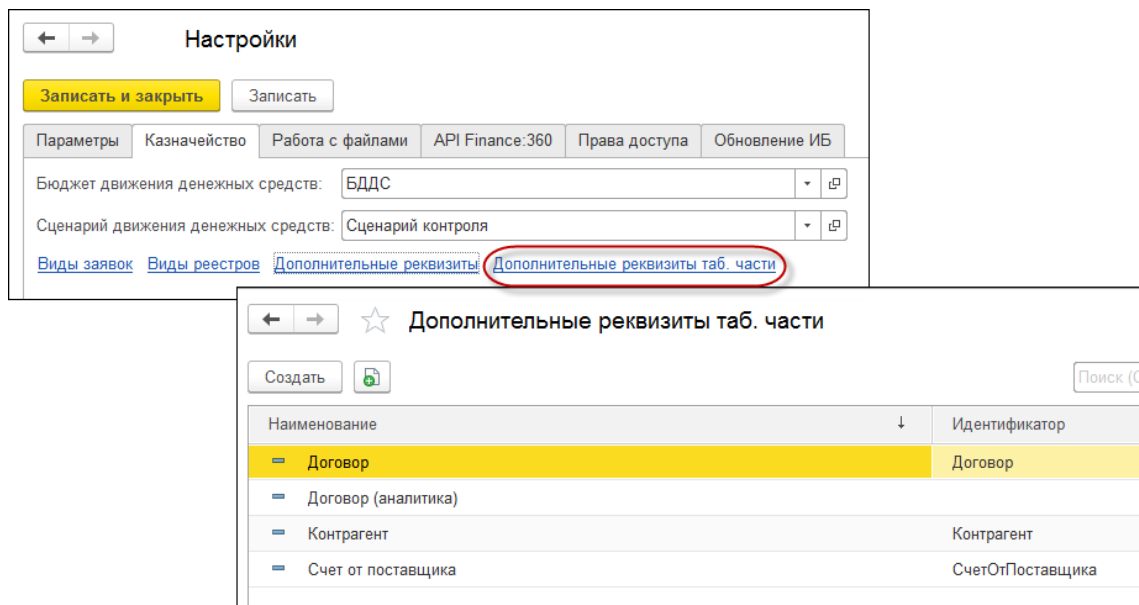 Настройки
Записать и закрыть Записать
Параметры Казначейство Работа с файлами API Finance:360 Права доступа Обновление ИБ
Бюджет движения денежных средств: БДДС
Сценарий движения денежных средств: Сценарий контроля
Виды заявок Виды реестров Дополнительные реквизиты Дополнительные реквизиты таб. части
Дополнительные реквизиты таб. части
Создать Поиск (C
Наименование ↓ Идентификатор
Договор Договор
Договор (аналитика)
Контрагент Контрагент
Счет от поставщика СчетОтПоставщика